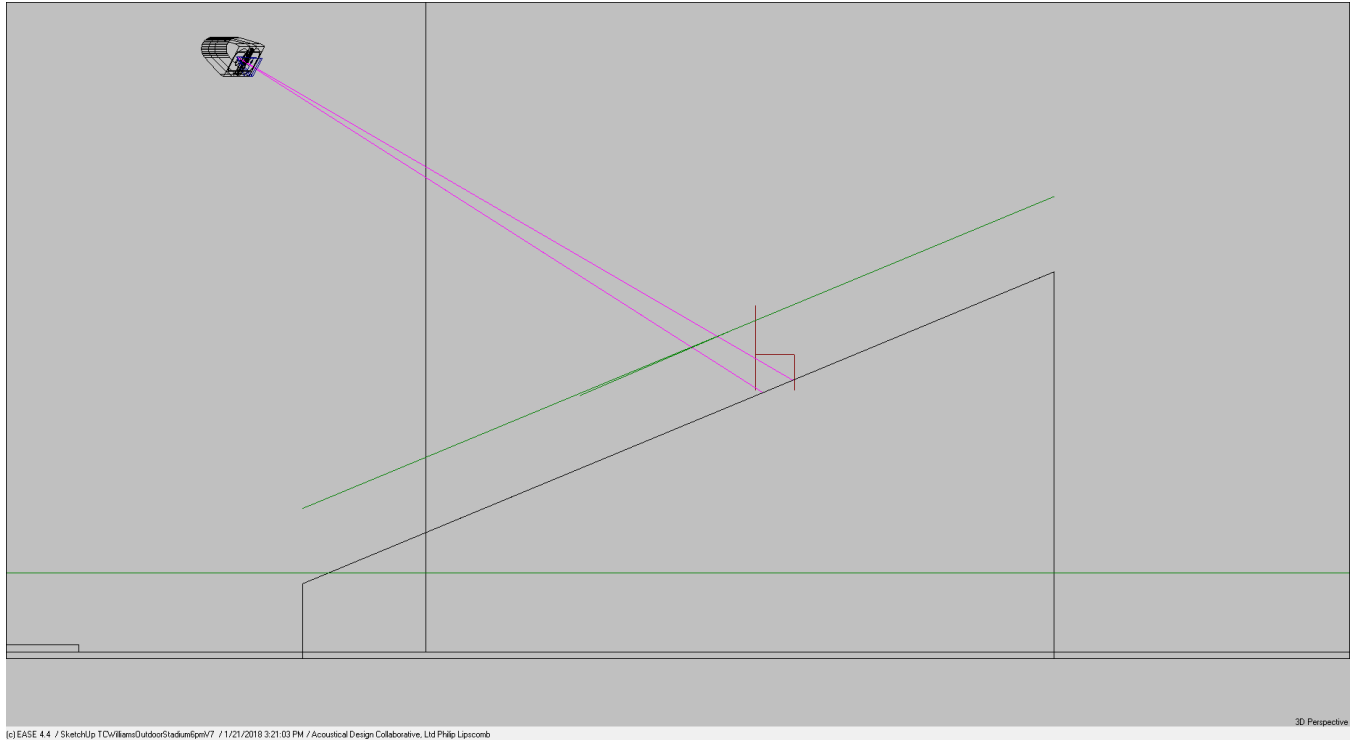 3D Perspective
(c) EASE 4.4 / SketchUp TCWilliamsOutdoorStadium6pmV7 / 1/21/2018 3:21:03 PM / Acoustical Design Collaborative, Ltd Philip Lipscomb